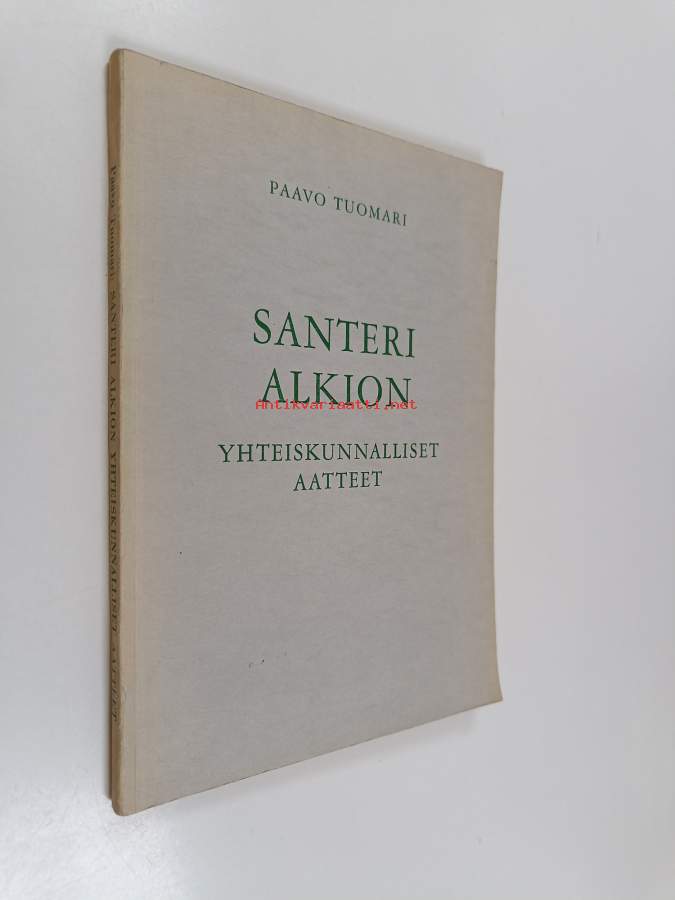 PAAVO TUOMARI
SANTERI
ALKION
Antikvariaatti.net
YHTEISKUNNALLISET
AATTEET
Paavo Tuomari SANTERI ALKION YHTEISKUNNALLISET AATTEET